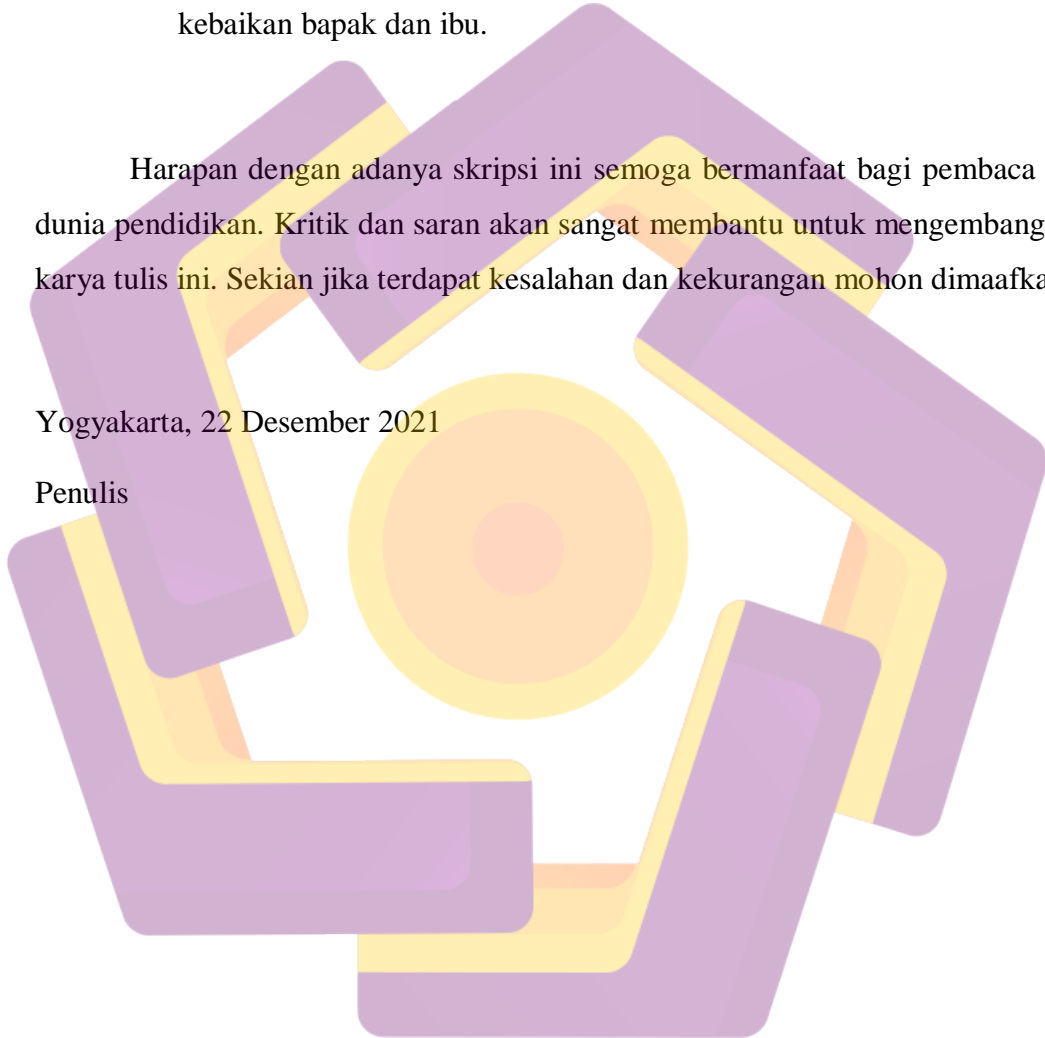 kebaikan bapak dan ibu.
Harapan dengan adanya skripsi ini semoga bermanfaat bagi pembaca
dunia pendidikan. Kritik dan saran akan sangat membantu untuk mengembang
karya tulis ini. Sekian jika terdapat kesalahan dan kekurangan mohon dimaafka
Yogyakarta, 22 Desember 2021
Penulis